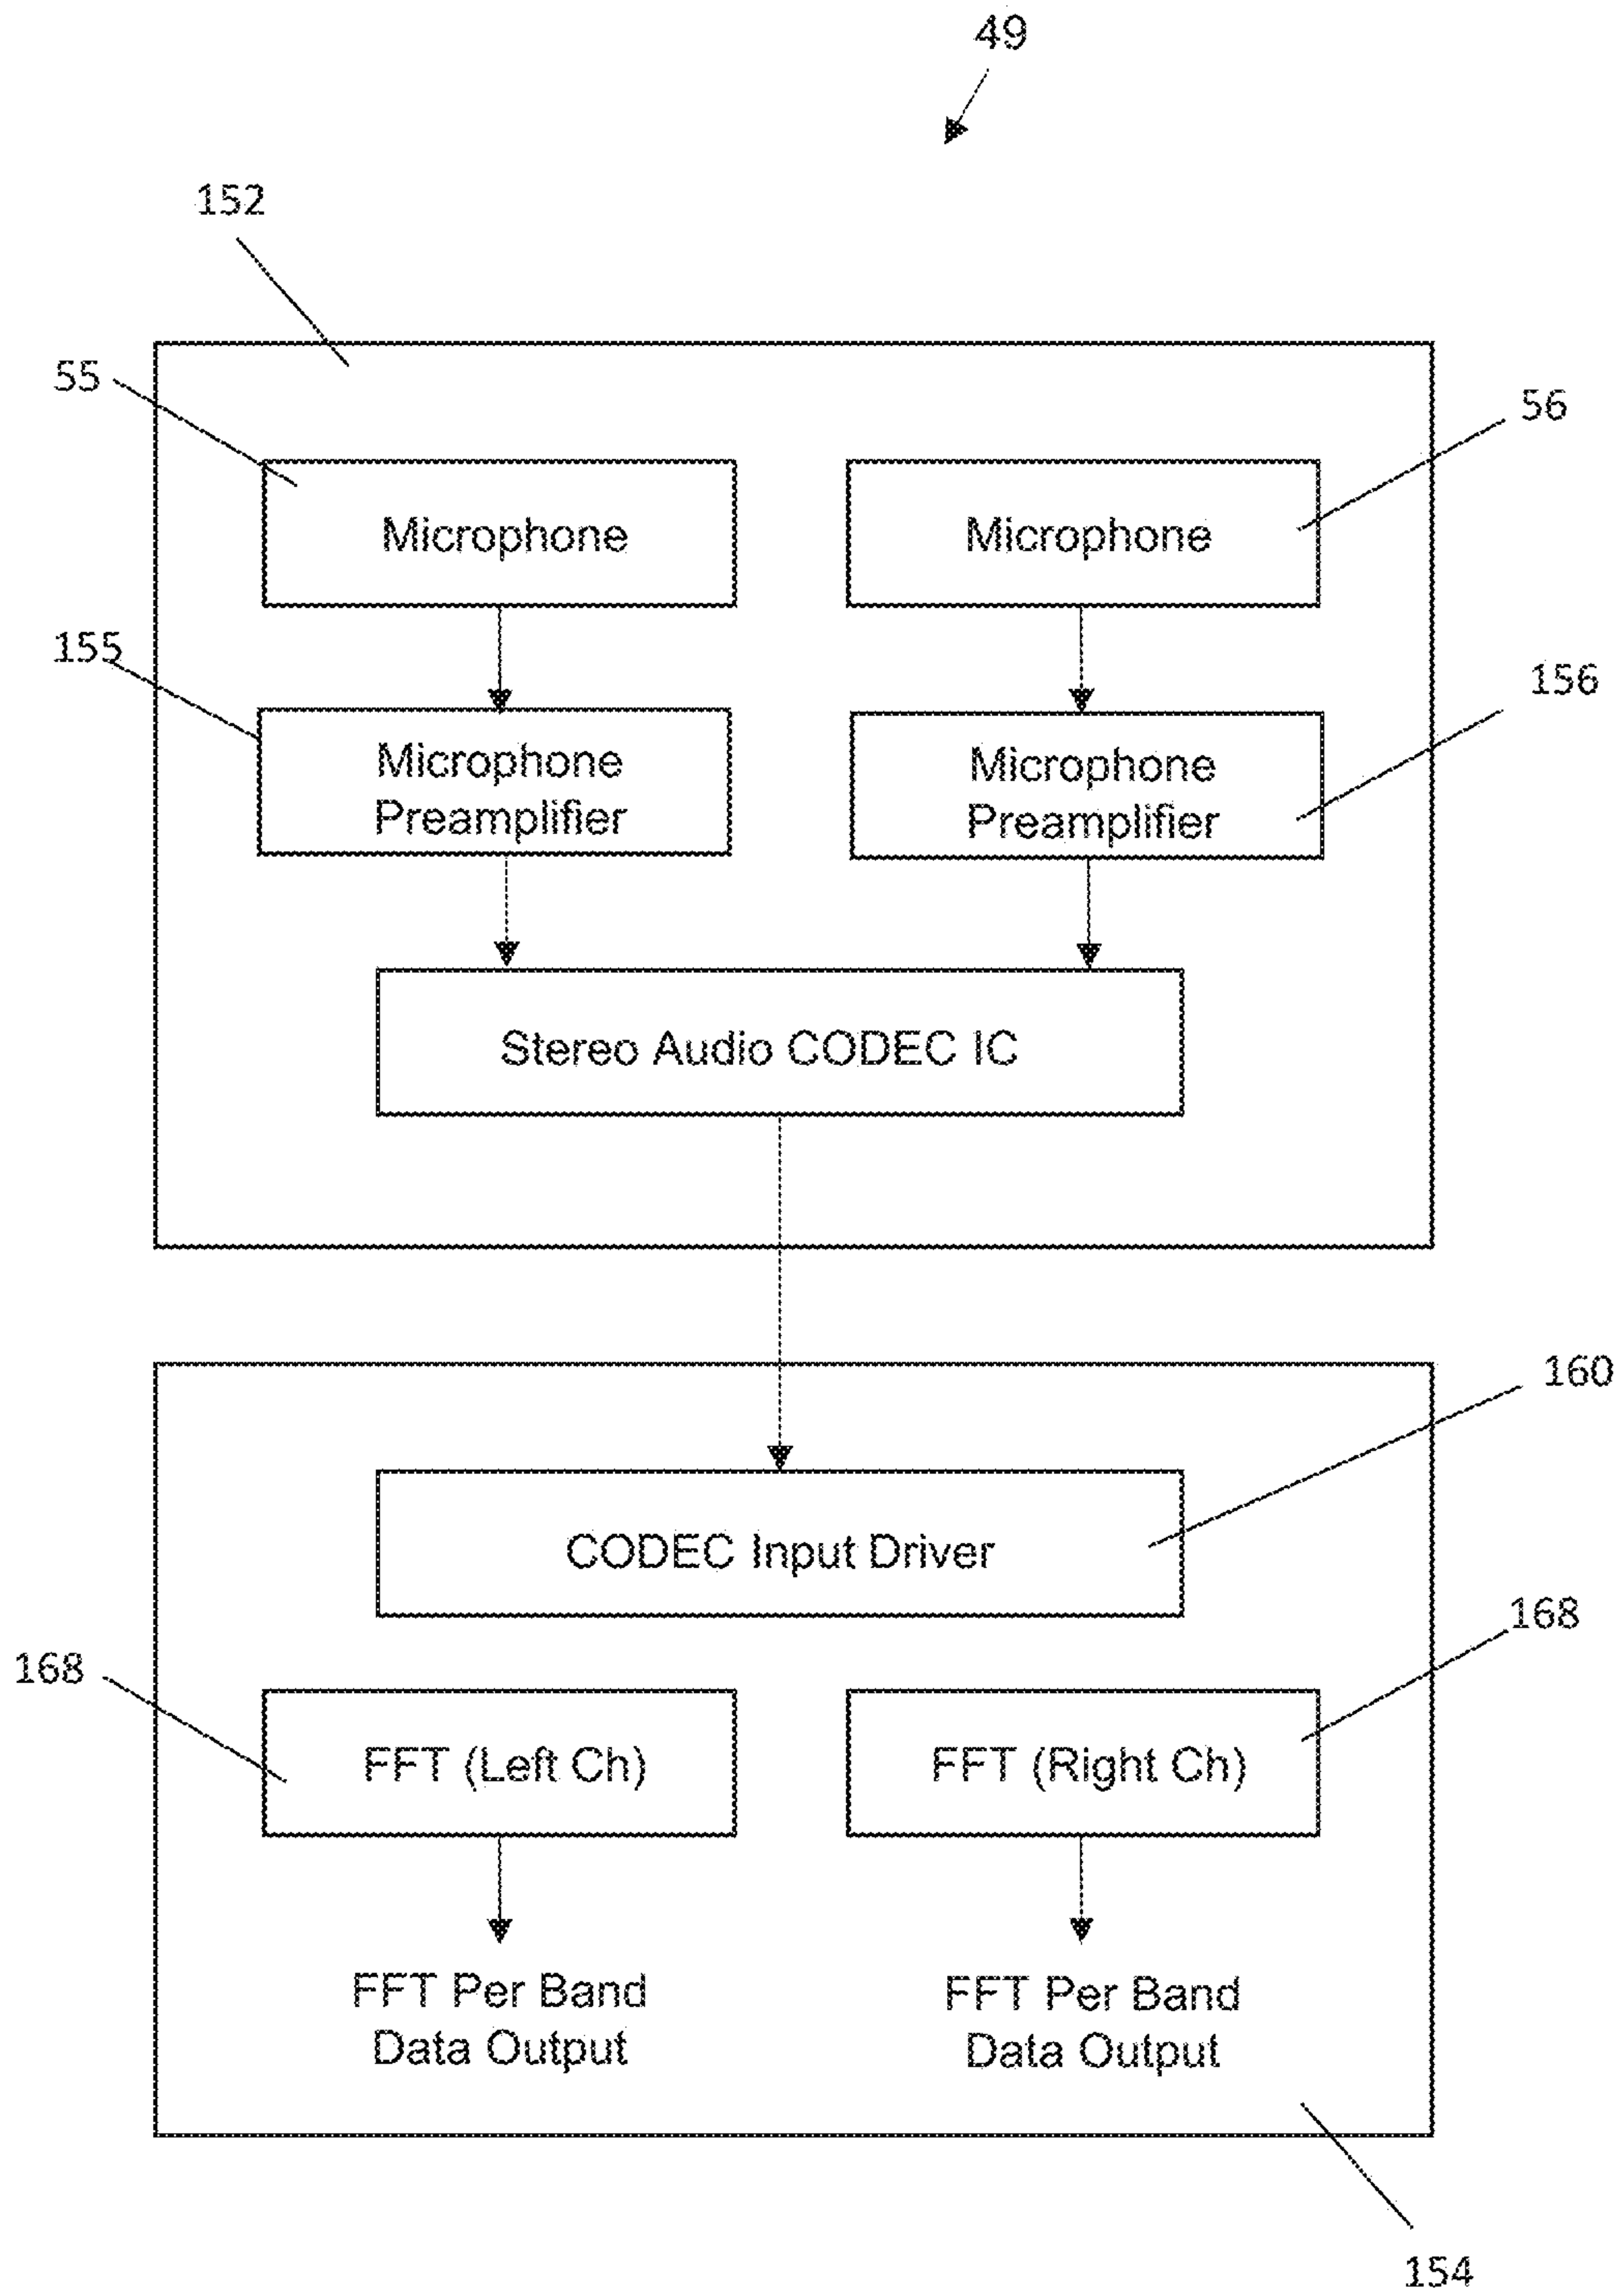 49
152
55
56
Microphone
Microphone
155
156
Microphone
Preamplifier
Microphone
Preamplifier
Stereo Audio CODEC IC
160
CODEC Input Driver
168
168
FFT (Left Ch)
FFT (Right Ch)
FFT Per Band
Data Output
FFT Per Band
Data Output
154